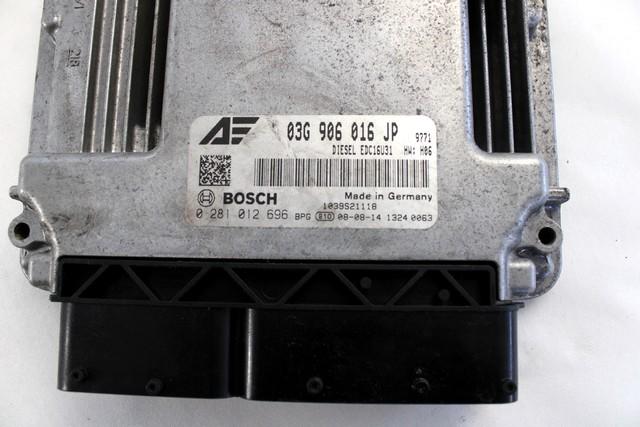 AE 03G 906 016 JP 9771
DIESEL EDC16U31 HW: H06
BOSCH Made in Germany
1039S21118
0 281 012 696 BPG 810 08-08-14 1324 0063